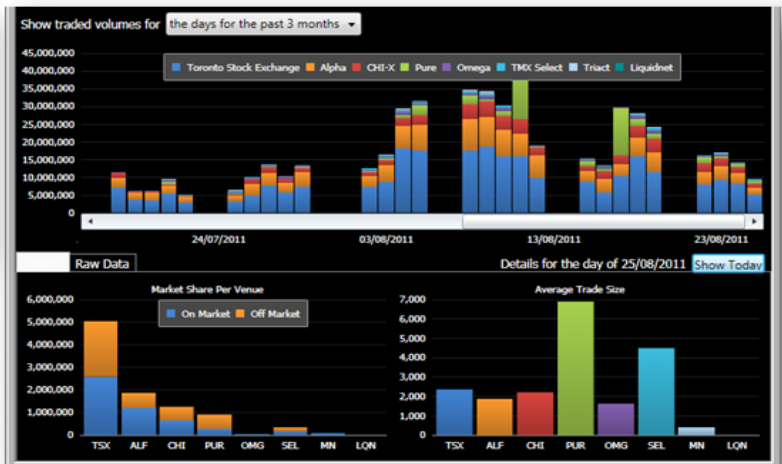 Show traded volumes for the days for the past 3 months
45,000,000
40,000,000
35,000,000
30,000,000
25,000,000
20,000,000
15,000,000
10,000,000
5,000,000
0
Toronto Stock Exchange Alpha CHI-X Pure Omega TMX Select Triact Liquidnet
24/07/2011 03/08/2011 13/08/2011 23/08/2011
Raw Data Details for the day of 25/08/2011 Show Today
Market Share Per Venue
On Market Off Market
6,000,000
5,000,000
4,000,000
3,000,000
2,000,000
1,000,000
0
TSX ALF CHI PUR OMG SEL MN LQN
Average Trade Size
7,000
6,000
5,000
4,000
3,000
2,000
1,000
0
TSX ALF CHI PUR OMG SEL MN LQN